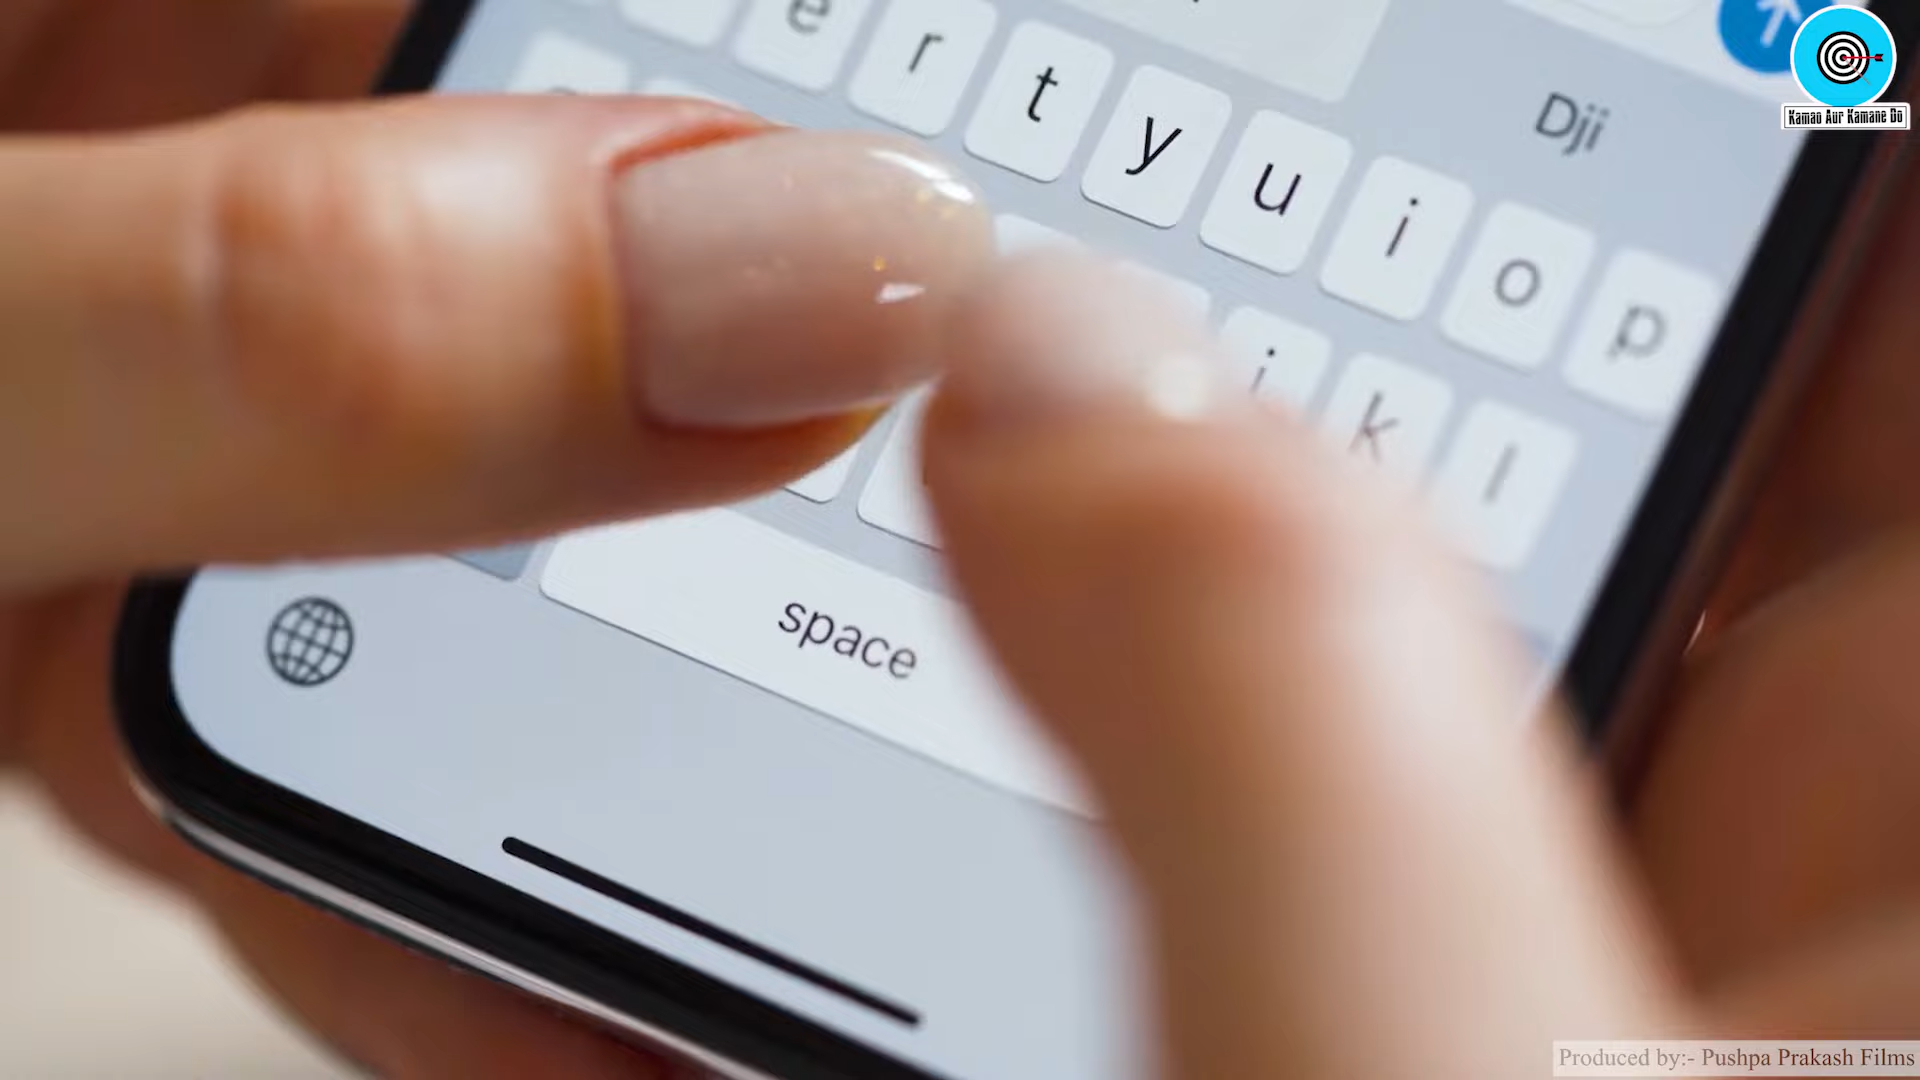 Kamao Aur Kamane Do
Dji
e r t y u i o p
j k l
space
Produced by:- Pushpa Prakash Films